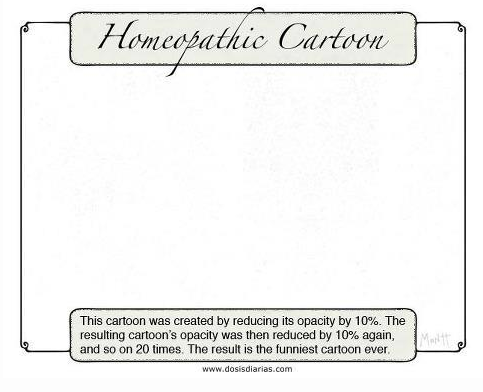 Homeopathic Cartoon
This cartoon was created by reducing its opacity by 10%. The
resulting cartoon's opacity was then reduced by 10% again,
and so on 20 times. The result is the funniest cartoon ever.
Montt
www.dosisdiarias.com